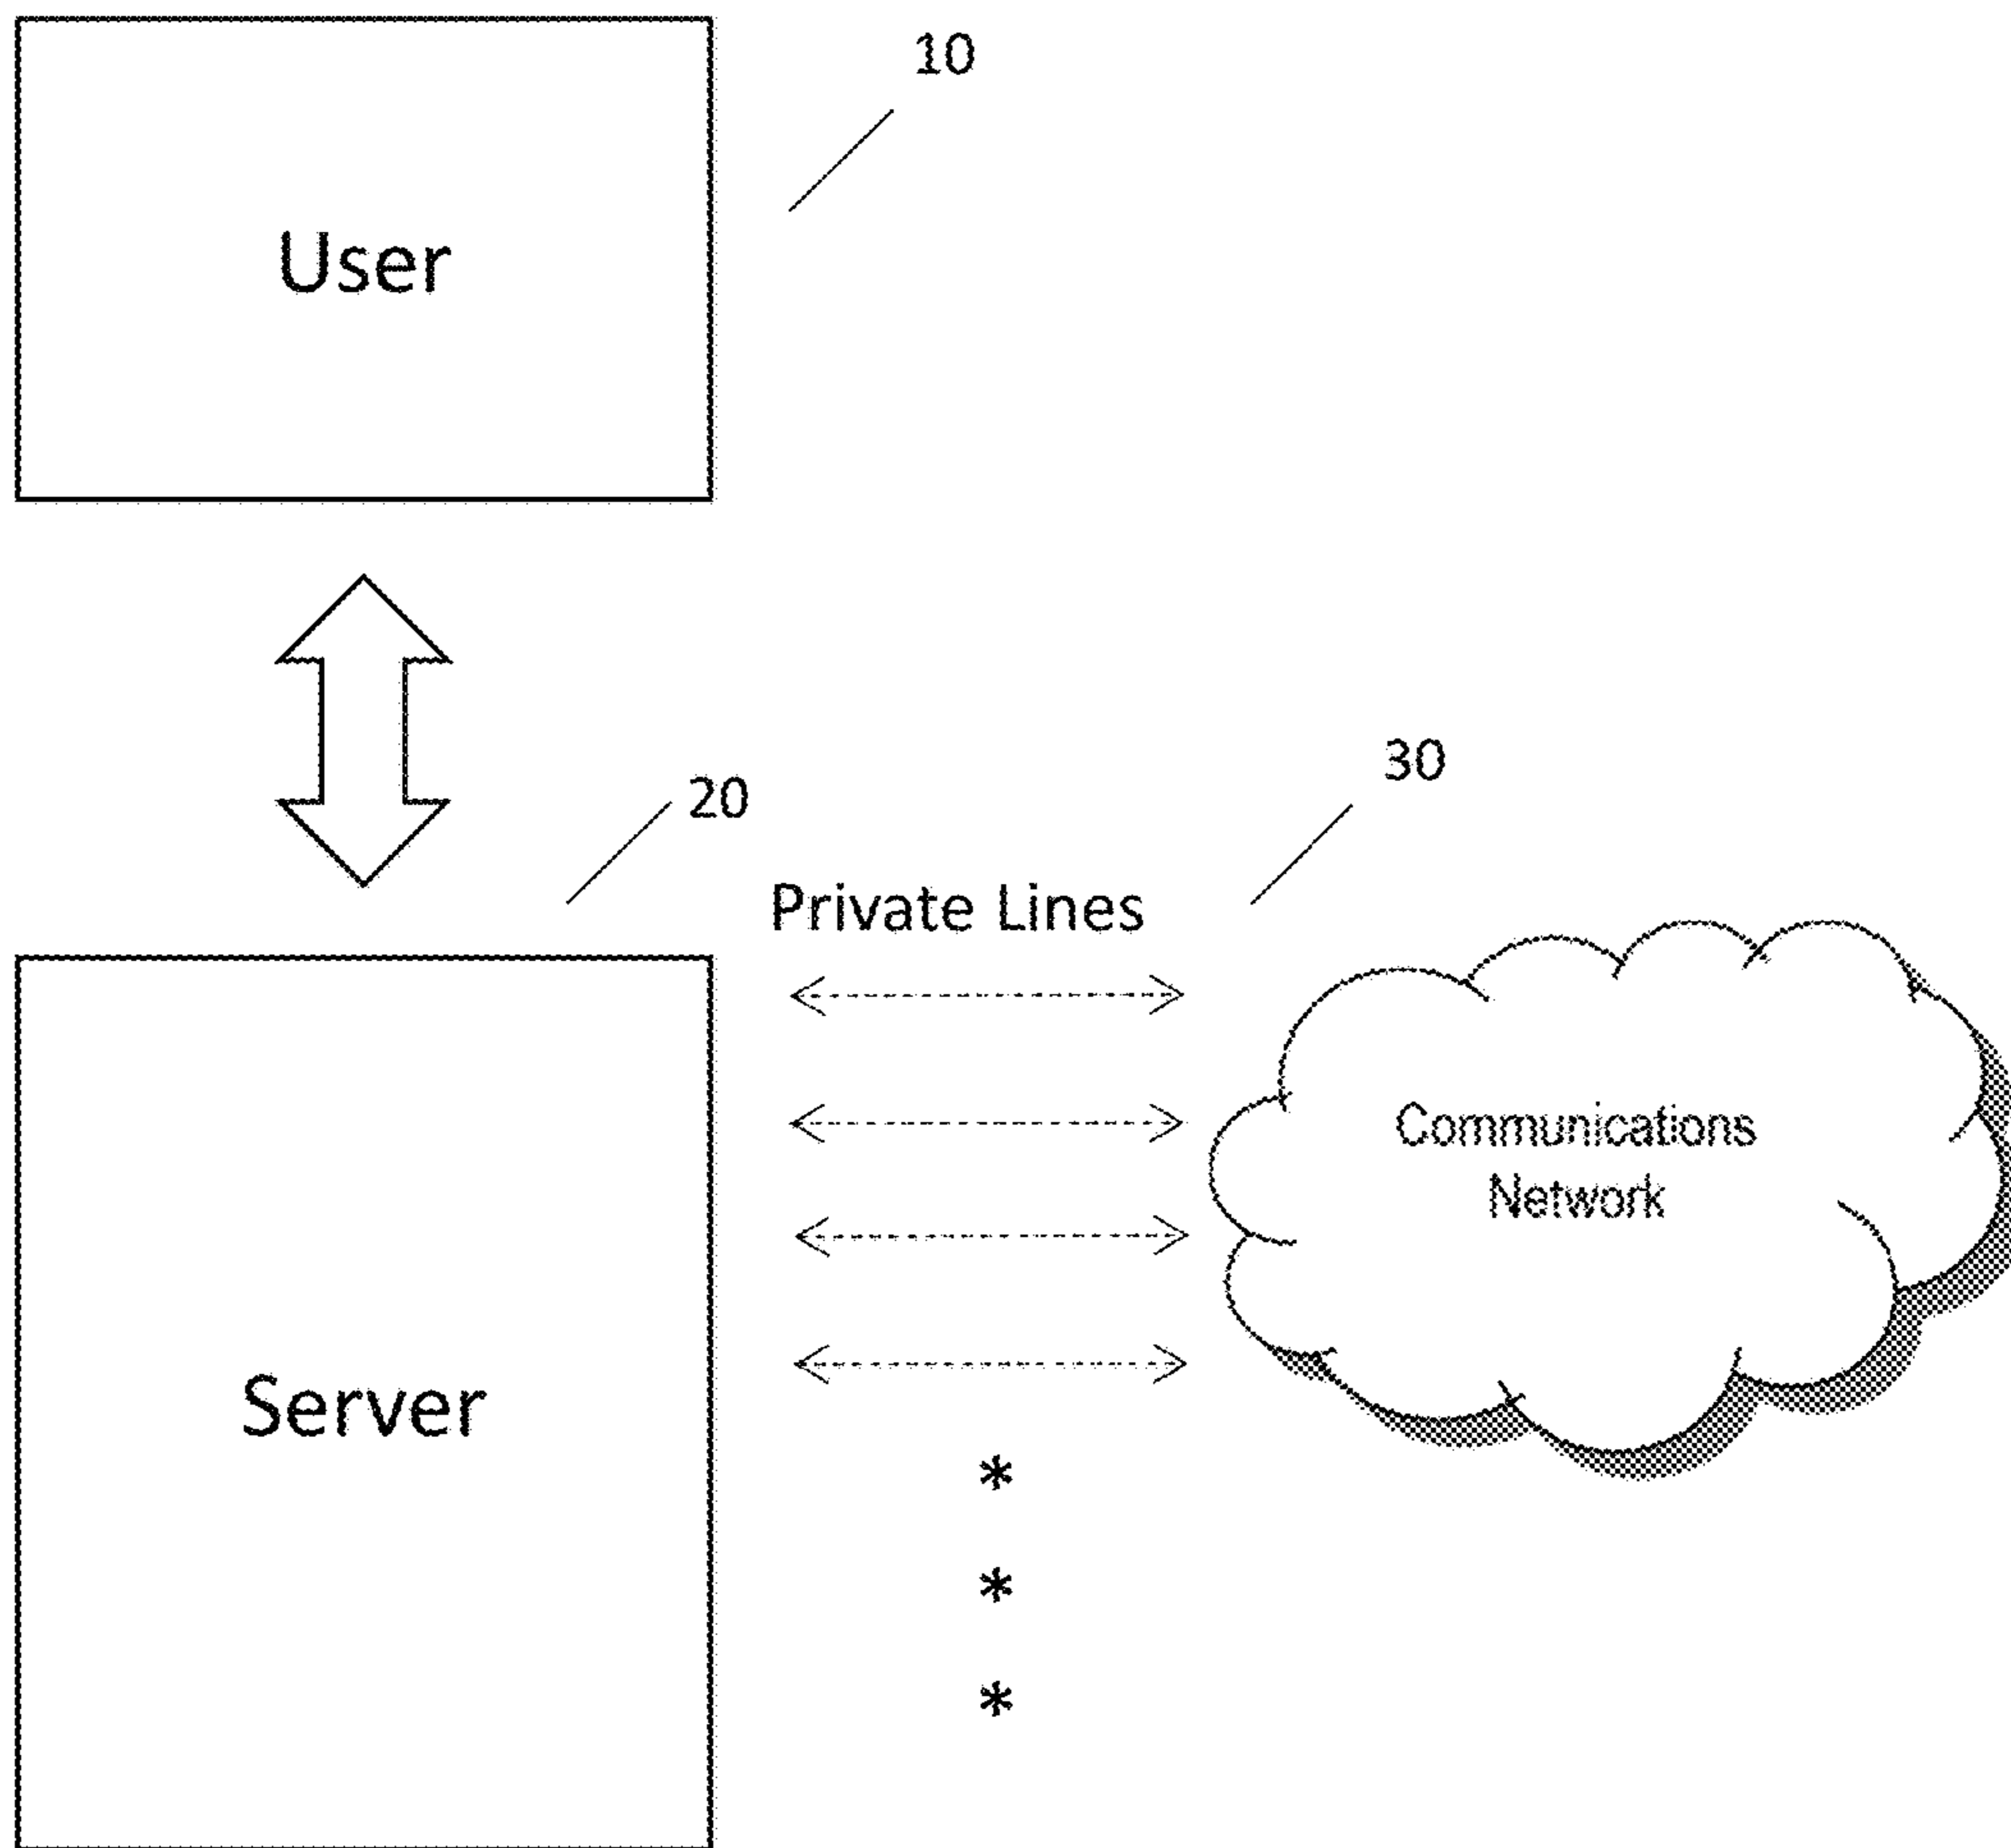 10
User
20
30
Private Lines
Communications
Network
Server
*
*
*